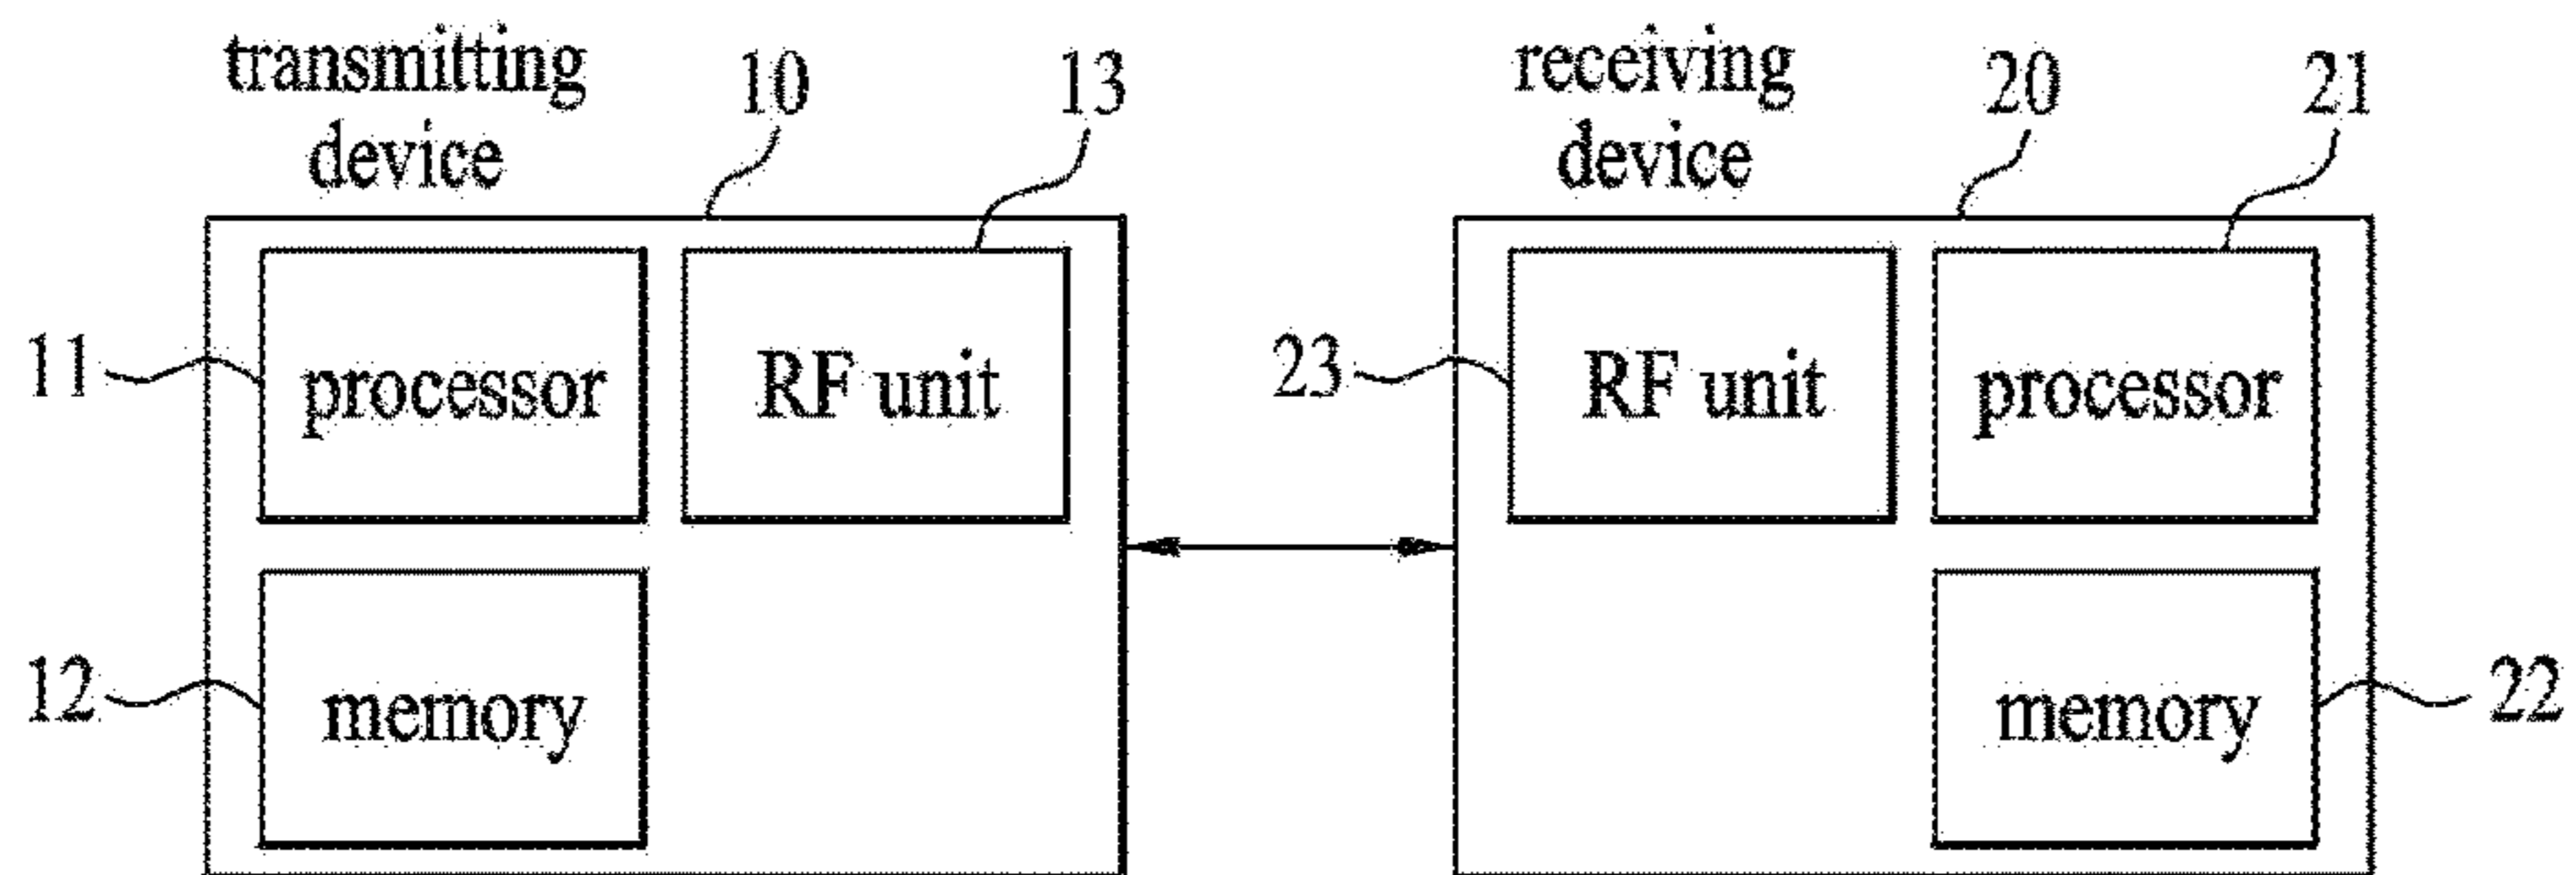 transmitting
device
10
13
receiving
device
20
21
11
processor
RF unit
23
RF unit
processor
12
memory
memory
22